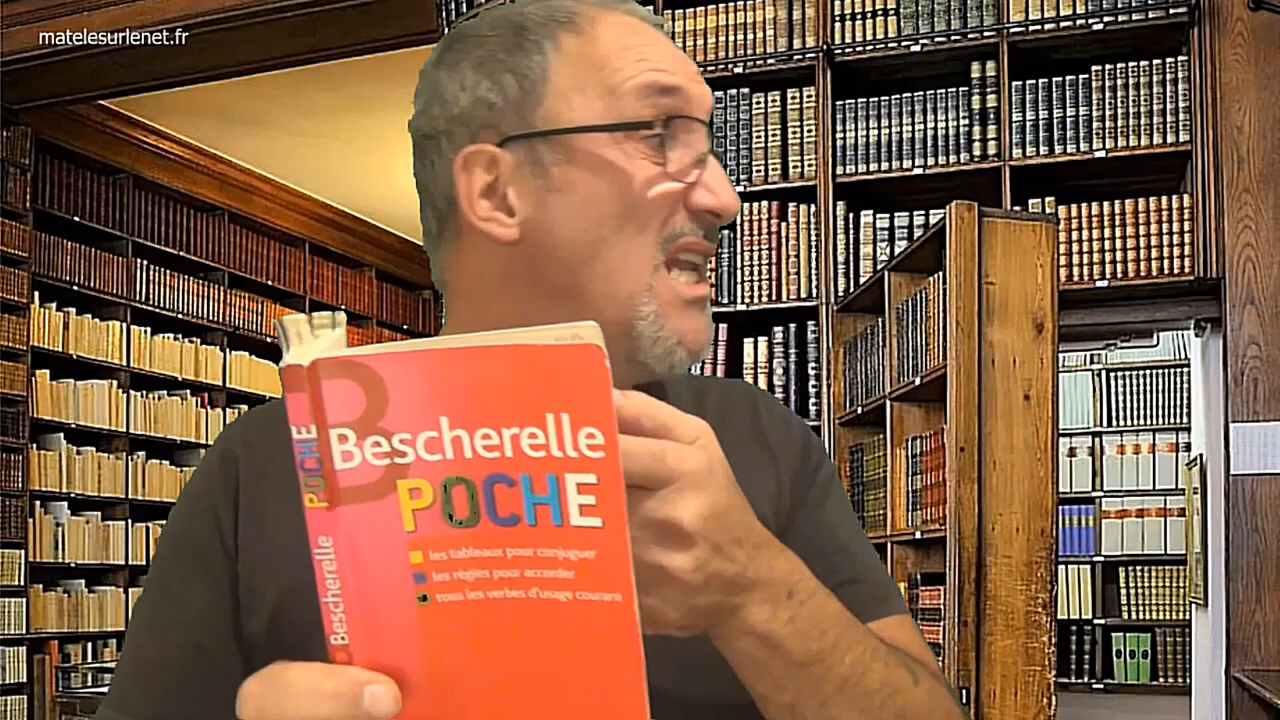 matelesurlenet.fr
B
Bescherelle
POCHE
les tableaux pour conjuguer
les règles pour accorder
tous les verbes d'usage courant
POCHE
Bescherelle